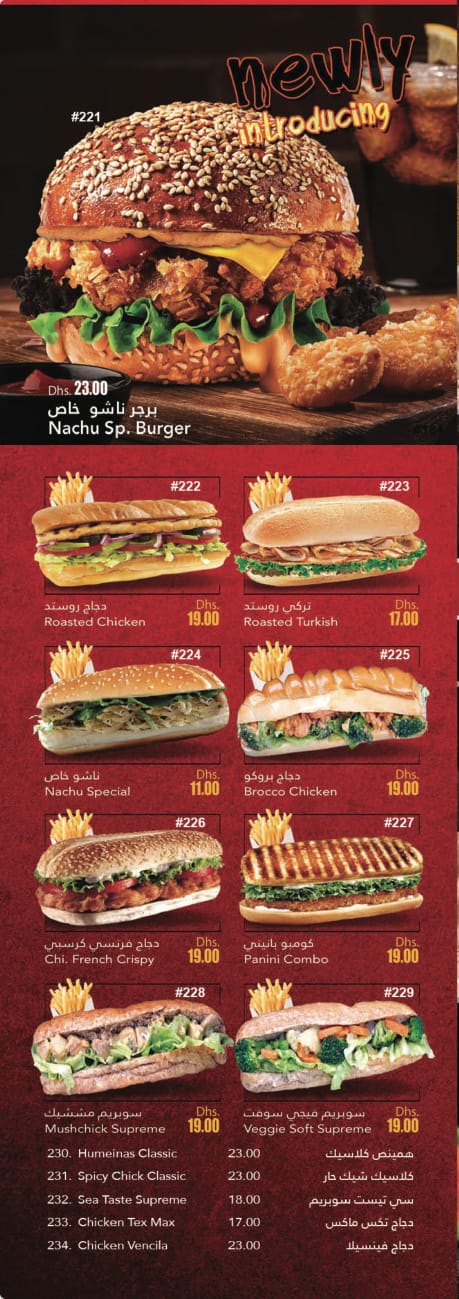 newly
introducing
#221
Dhs. 23.00
برجر ناشو خاص
Nachu Sp. Burger
#222
دجاج روستد
Roasted Chicken
Dhs.
19.00
#223
تركي روستد
Roasted Turkish
Dhs.
17.00
#224
ناشو خاص
Nachu Special
Dhs.
11.00
#225
دجاج بروكو
Brocco Chicken
Dhs.
19.00
#226
دجاج فرنسي كرسبي
Chi. French Crispy
Dhs.
19.00
#227
كومبو بانيني
Panini Combo
Dhs.
19.00
#228
سوبريم مششيك
Mushchick Supreme
Dhs.
19.00
#229
سوبريم فيجي سوفت
Veggie Soft Supreme
Dhs.
19.00
230. Humeinas Classic 23.00 همينص كلاسيك
231. Spicy Chick Classic 23.00 كلاسيك شيك حار
232. Sea Taste Supreme 18.00 سي تيست سوبريم
233. Chicken Tex Max 17.00 دجاج تكس ماكس
234. Chicken Vencila 23.00 دجاج فينسيلا